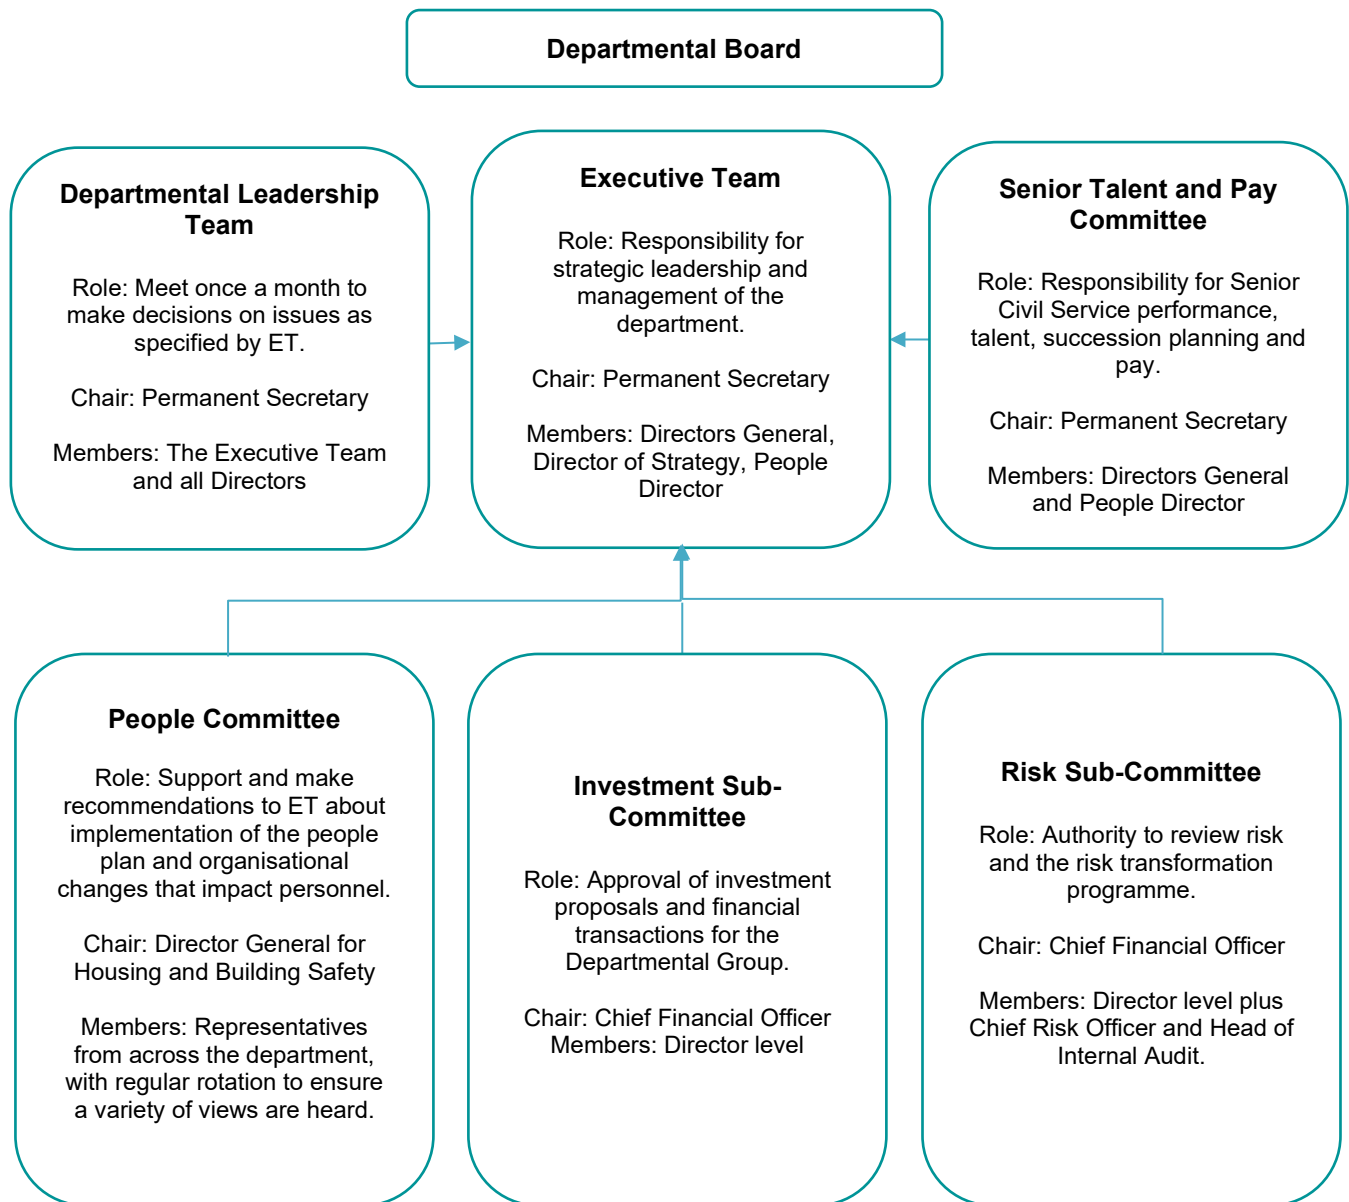 Departmental Board
Departmental Leadership
Team
Role: Meet once a month to
make decisions on issues as
specified by ET.
Chair: Permanent Secretary
Members: The Executive Team
and all Directors
Executive Team
Role: Responsibility for
strategic leadership and
management of the
department.
Chair: Permanent Secretary
Members: Directors General,
Director of Strategy, People
Director
Senior Talent and Pay
Committee
Role: Responsibility for Senior
Civil Service performance,
talent, succession planning and
pay.
Chair: Permanent Secretary
Members: Directors General
and People Director
People Committee
Role: Support and make
recommendations to ET about
implementation of the people
plan and organisational
changes that impact personnel.
Chair: Director General for
Housing and Building Safety
Members: Representatives
from across the department,
with regular rotation to ensure
a variety of views are heard.
Investment Sub-
Committee
Role: Approval of investment
proposals and financial
transactions for the
Departmental Group.
Chair: Chief Financial Officer
Members: Director level
Risk Sub-Committee
Role: Authority to review risk
and the risk transformation
programme.
Chair: Chief Financial Officer
Members: Director level plus
Chief Risk Officer and Head of
Internal Audit.